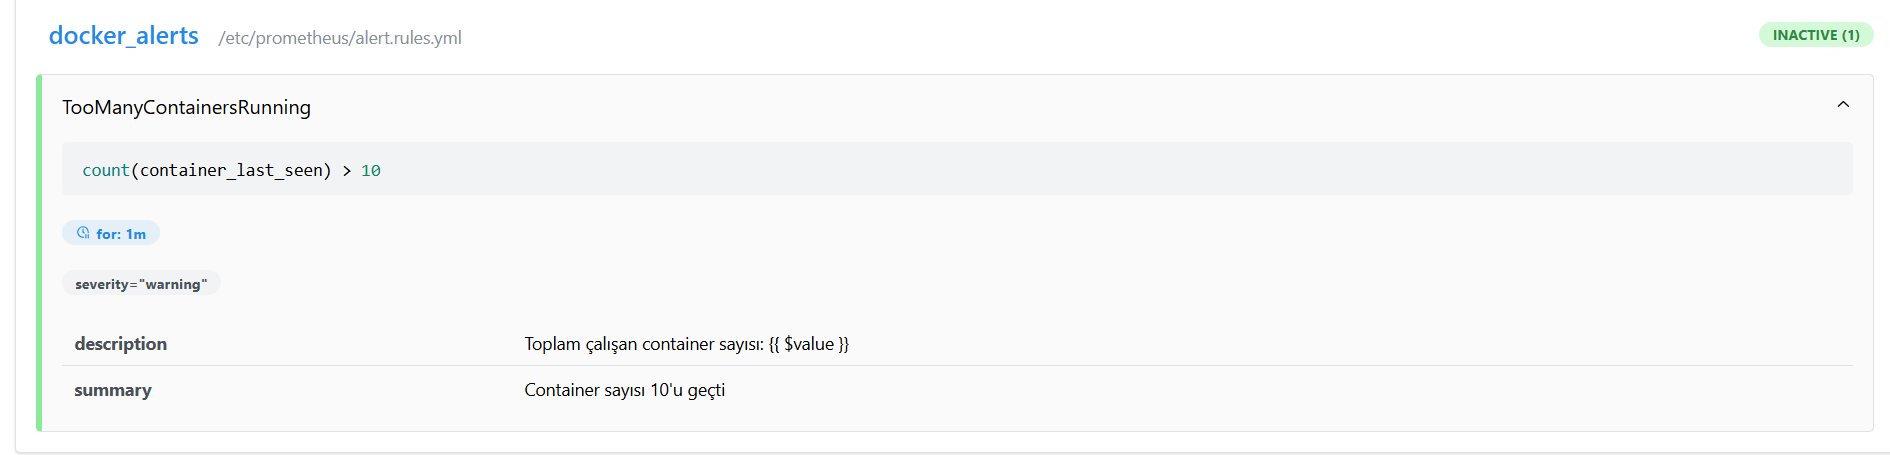 docker_alerts /etc/prometheus/alert.rules.yml INACTIVE (1)
TooManyContainersRunning
count(container_last_seen) > 10
for: 1m
severity="warning"
description Toplam çalışan container sayısı: {{ $value }}
summary Container sayısı 10'u geçti